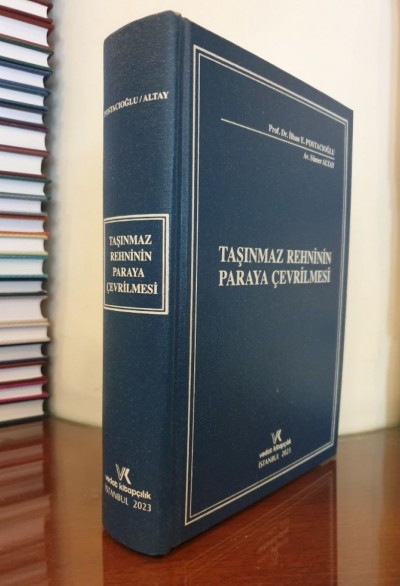 POSTACIOĞLU / ALTAY
TAŞINMAZ
REHNİNİN
PARAYA
ÇEVRİLMESİ
vedat kitapçılık
İSTANBUL 2023
Prof. Dr. İlhan E. POSTACIOĞLU
Av. Sümer ALTAY
TAŞINMAZ REHNİNİN
PARAYA ÇEVRİLMESİ
vedat kitapçılık
İSTANBUL 2023